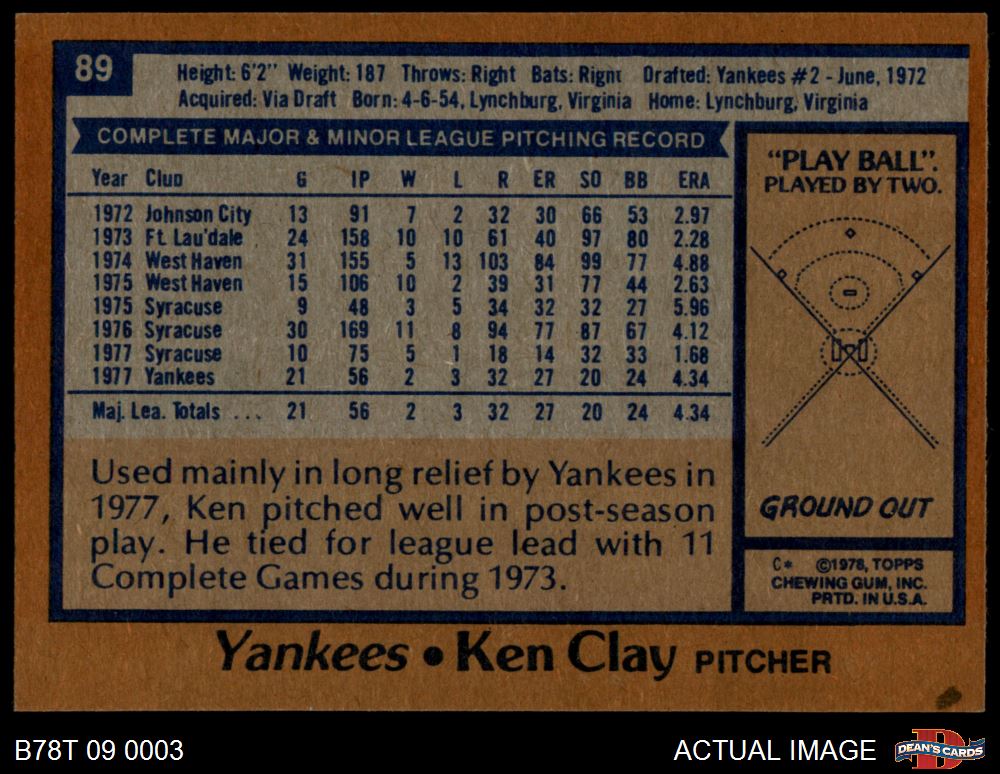 89
Height: 6'2" Weight: 187 Throws: Right Bats: Right Drafted: Yankees #2 - June, 1972
Acquired: Via Draft Born: 4-6-54, Lynchburg, Virginia Home: Lynchburg, Virginia
COMPLETE MAJOR & MINOR LEAGUE PITCHING RECORD
Year Club G IP W L R ER SO BB ERA
1972 Johnson City 13 91 7 2 32 30 66 53 2.97
1973 Ft. Lau'dale 24 158 10 10 61 40 97 80 2.28
1974 West Haven 31 155 5 13 103 84 99 77 4.88
1975 West Haven 15 106 10 2 39 31 77 44 2.63
1975 Syracuse 9 48 3 5 34 32 32 27 5.96
1976 Syracuse 30 169 11 8 94 77 87 67 4.12
1977 Syracuse 10 75 5 1 18 14 32 33 1.68
1977 Yankees 21 56 2 3 32 27 20 24 4.34
Maj. Lea. Totals ... 21 56 2 3 32 27 20 24 4.34
Used mainly in long relief by Yankees in
1977, Ken pitched well in post-season
play. He tied for league lead with 11
Complete Games during 1973.
"PLAY BALL".
PLAYED BY TWO.
GROUND OUT
C* ©1978, TOPPS
CHEWING GUM, INC.
PRTD. IN U.S.A.
Yankees • Ken Clay PITCHER
B78T 09 0003
ACTUAL IMAGE
DEAN'S CARDS